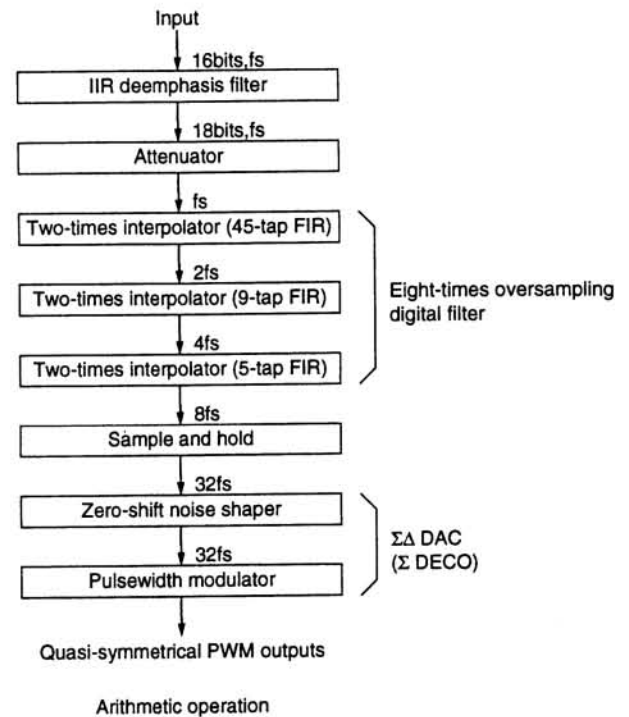 Input
16bits,fs
IIR deemphasis filter
18bits,fs
Attenuator
fs
Two-times interpolator (45-tap FIR)
2fs
Two-times interpolator (9-tap FIR)
4fs
Two-times interpolator (5-tap FIR)
Eight-times oversampling
digital filter
8fs
Sample and hold
32fs
Zero-shift noise shaper
32fs
Pulsewidth modulator
ΣΔ DAC
(Σ DECO)
Quasi-symmetrical PWM outputs
Arithmetic operation